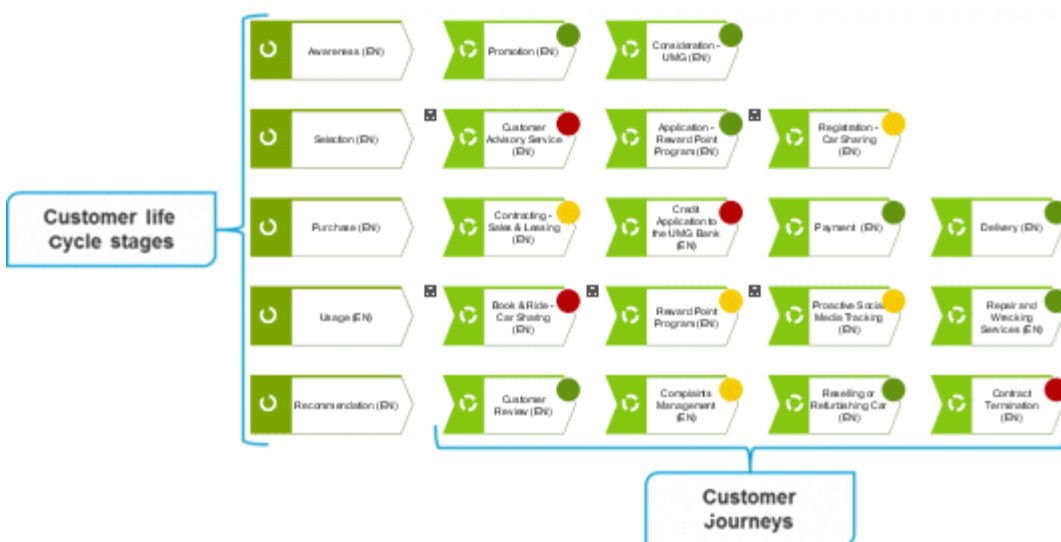 Awareness (EN)
Promotion (EN)
Consideration -
UMG (EN)
Selection (EN)
Customer
Advisory Service
(EN)
Application -
Reward Point
Program (EN)
Registration -
Car Sharing
(EN)
Customer life
Cycle stages
Purchase (EN)
Contracting -
Sales & Leasing
(EN)
Credit
Application to
the UMG Bank
(EN)
Payment (EN)
Delivery (EN)
Usage (EN)
Book & Ride -
Car Sharing
(EN)
Reward Point
Program (EN)
Proactive Social
Media Tracking
(EN)
Repair and
Wrecking
Services (EN)
Recommendation (EN)
Customer
Review (EN)
Complaints
Management
(EN)
Reselling or
Refurbishing Car
(EN)
Contract
Termination
(EN)
Customer
Journeys